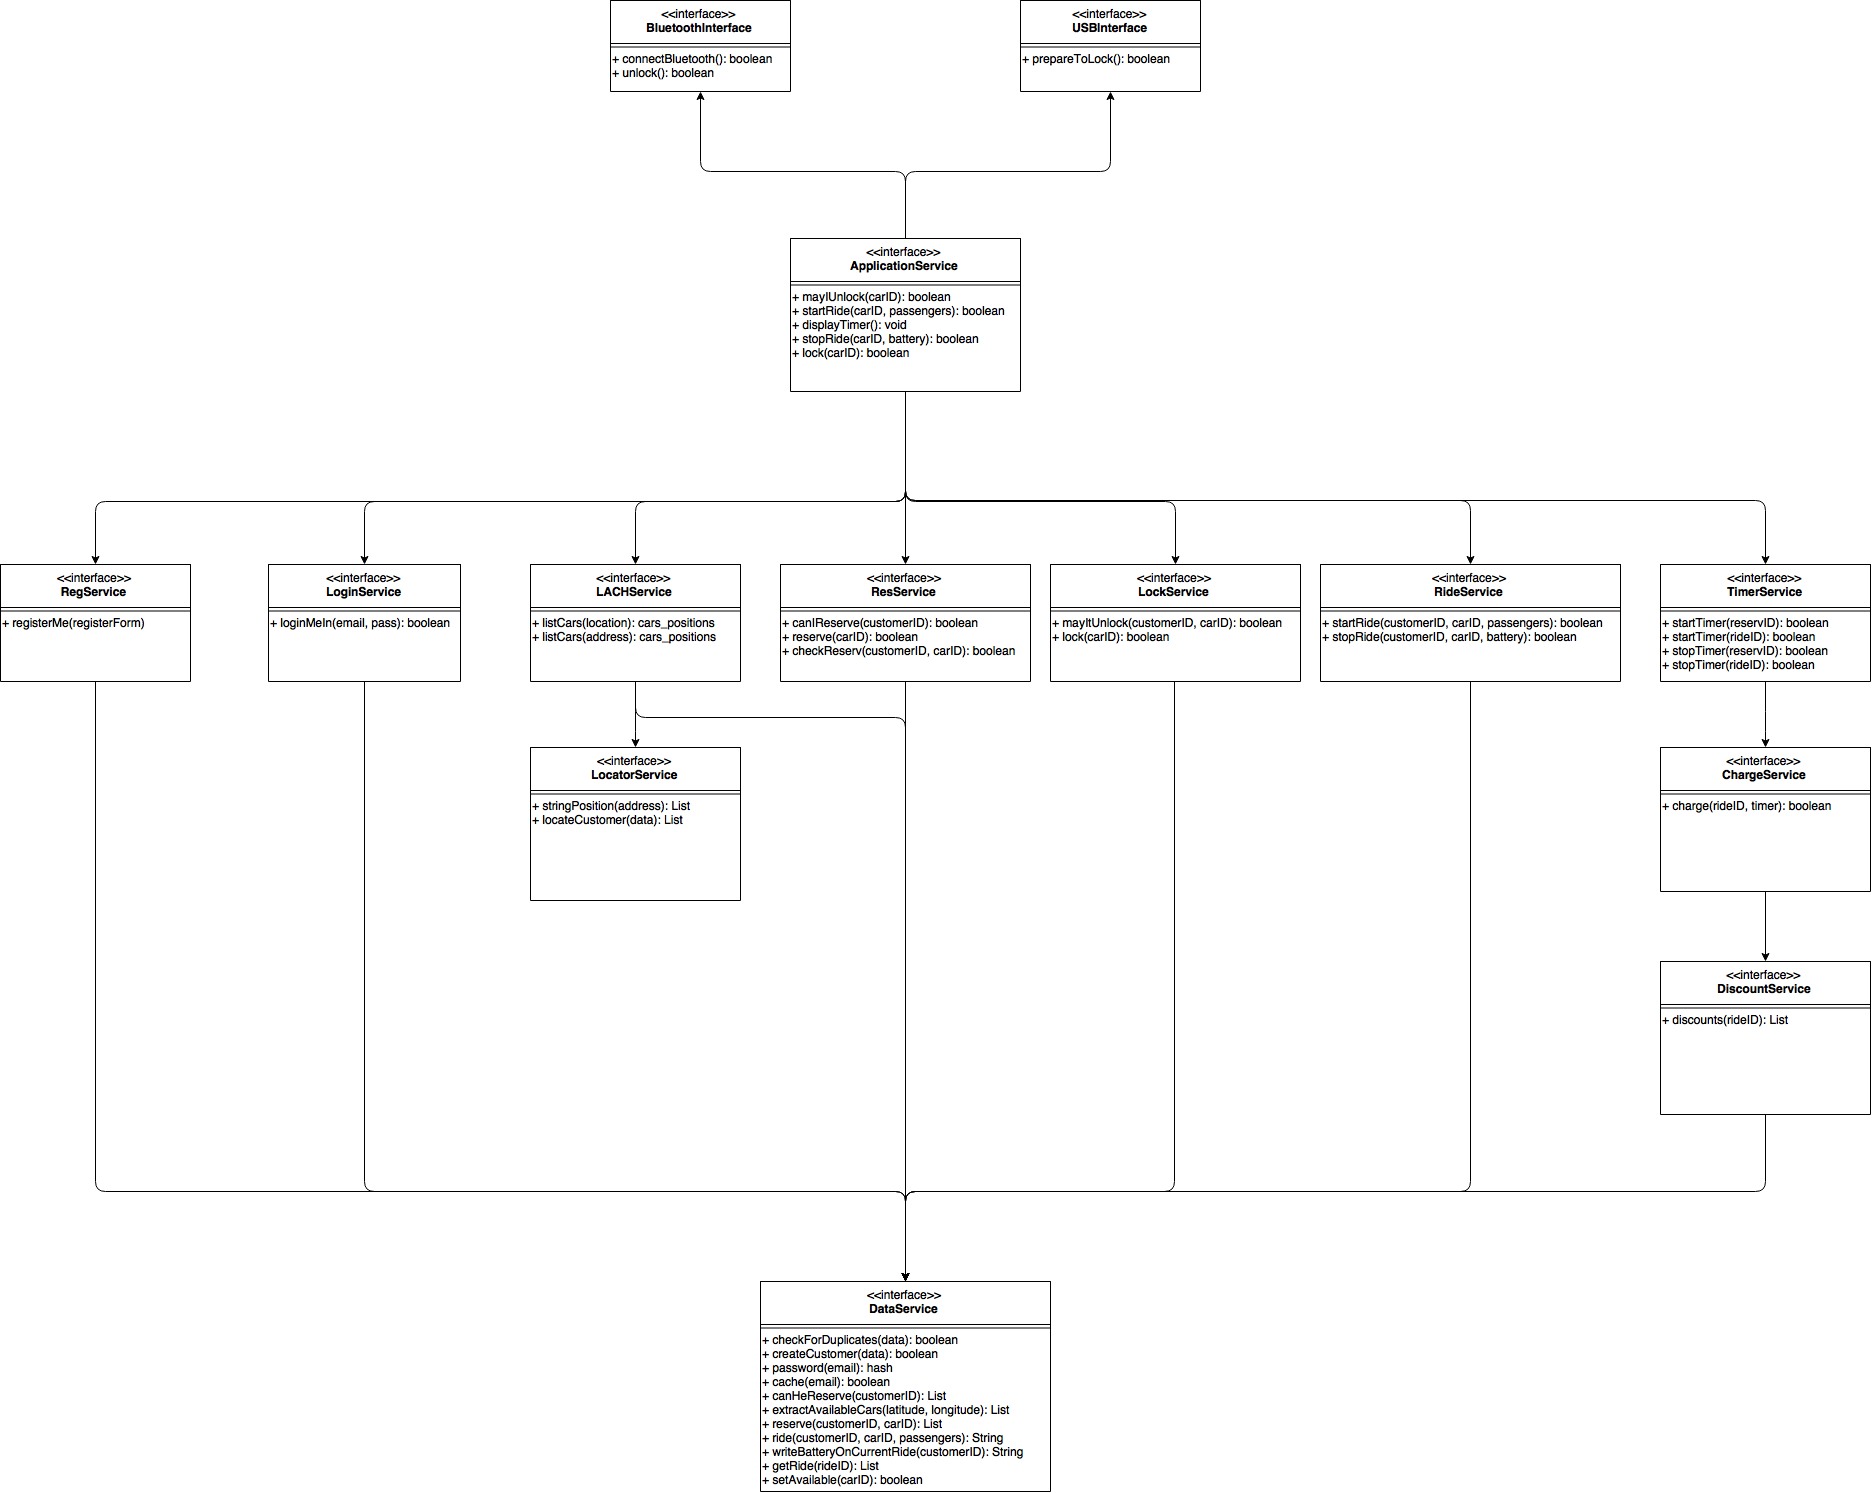 <<interface>>
BluetoothInterface
+ connectBluetooth(): boolean
+ unlock(): boolean
<<interface>>
USBInterface
+ prepareToLock(): boolean
<<interface>>
ApplicationService
+ mayIUnlock(carID): boolean
+ startRide(carID, passengers): boolean
+ displayTimer(): void
+ stopRide(carID, battery): boolean
+ lock(carID): boolean
<<interface>>
RegService
+ registerMe(registerForm)
<<interface>>
LoginService
+ loginMeIn(email, pass): boolean
<<interface>>
LACHService
+ listCars(location): cars_positions
+ listCars(address): cars_positions
<<interface>>
ResService
+ canIReserve(customerID): boolean
+ reserve(carID): boolean
+ checkReserv(customerID, carID): boolean
<<interface>>
LockService
+ mayItUnlock(customerID, carID): boolean
+ lock(carID): boolean
<<interface>>
RideService
+ startRide(customerID, carID, passengers): boolean
+ stopRide(customerID, carID, battery): boolean
<<interface>>
TimerService
+ startTimer(reservID): boolean
+ startTimer(rideID): boolean
+ stopTimer(reservID): boolean
+ stopTimer(rideID): boolean
<<interface>>
LocatorService
+ stringPosition(address): List
+ locateCustomer(data): List
<<interface>>
ChargeService
+ charge(rideID, timer): boolean
<<interface>>
DiscountService
+ discounts(rideID): List
<<interface>>
DataService
+ checkForDuplicates(data): boolean
+ createCustomer(data): boolean
+ password(email): hash
+ cache(email): boolean
+ canHeReserve(customerID): List
+ extractAvailableCars(latitude, longitude): List
+ reserve(customerID, carID): List
+ ride(customerID, carID, passengers): String
+ writeBatteryOnCurrentRide(customerID): String
+ getRide(rideID): List
+ setAvailable(carID): boolean